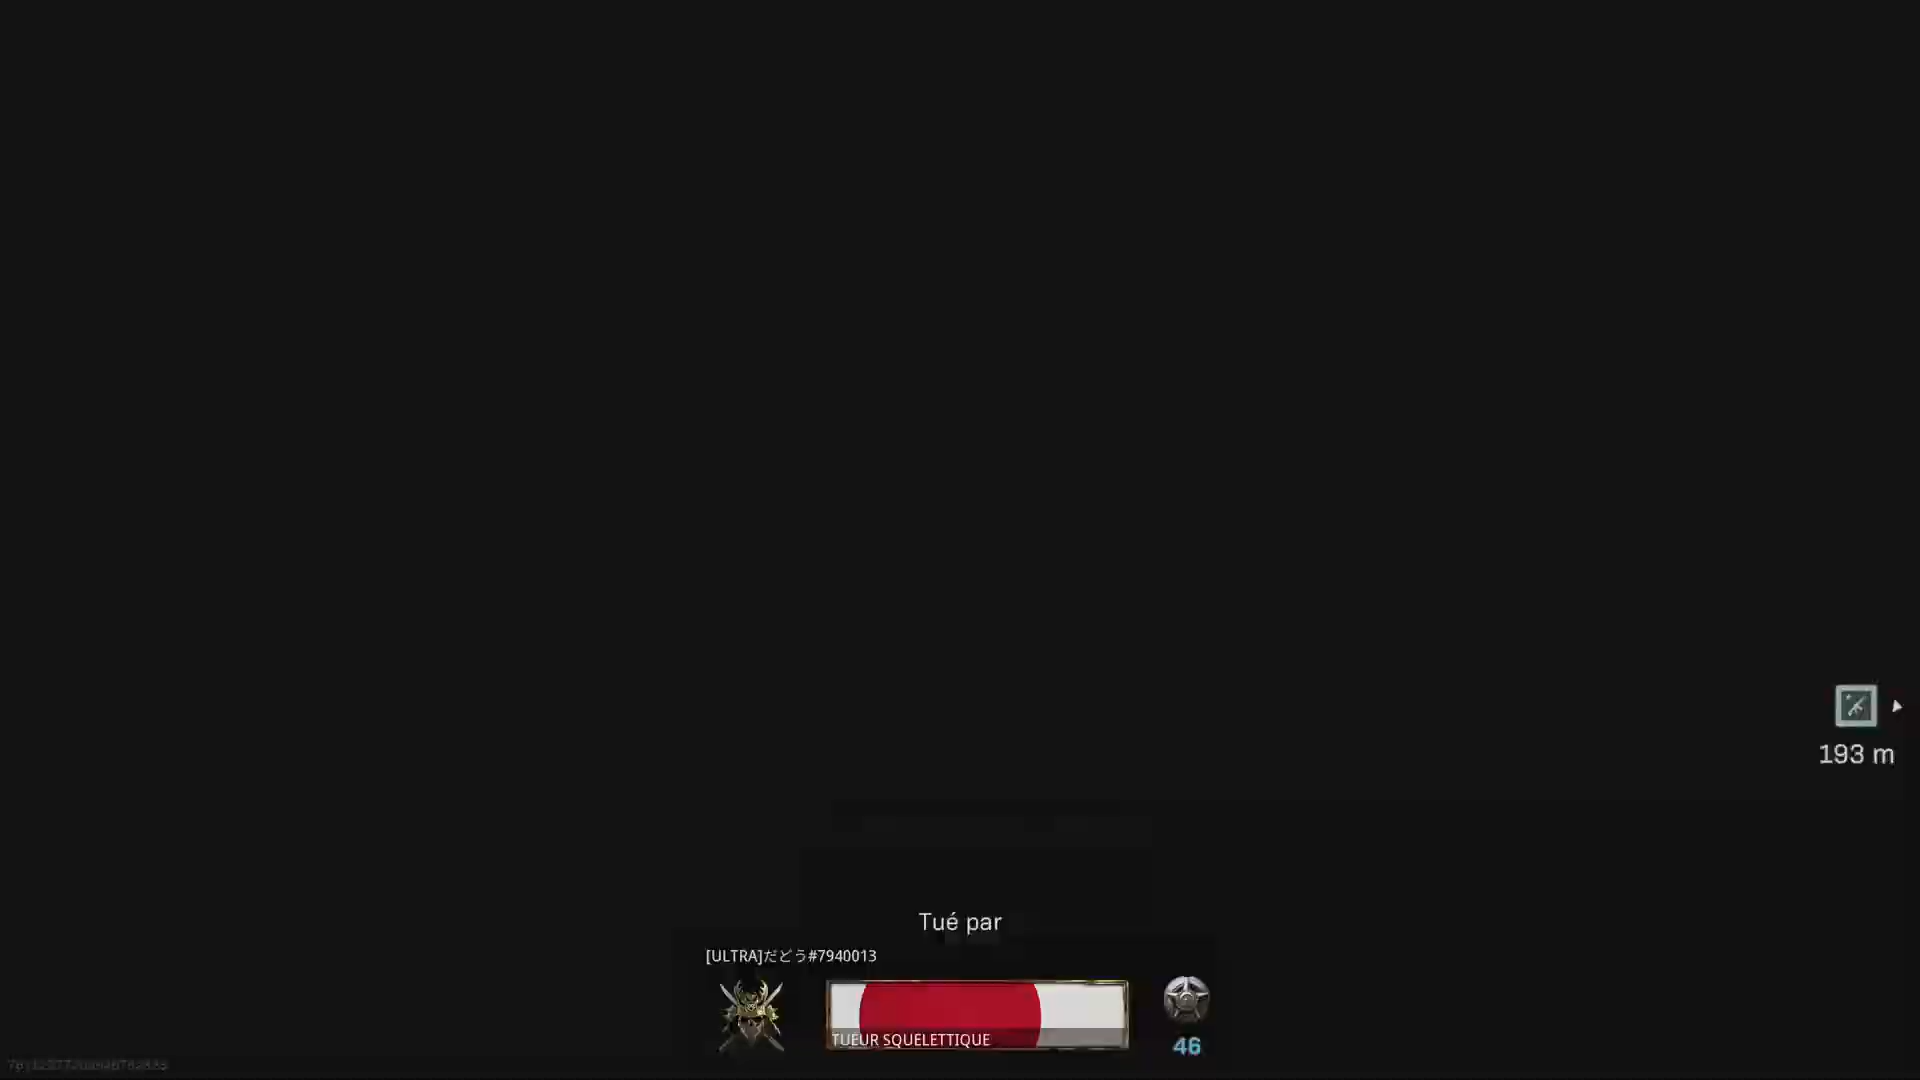 193 m
Tué par
[ULTRA]だどう#7940013
TUEUR SQUELETTIQUE
46